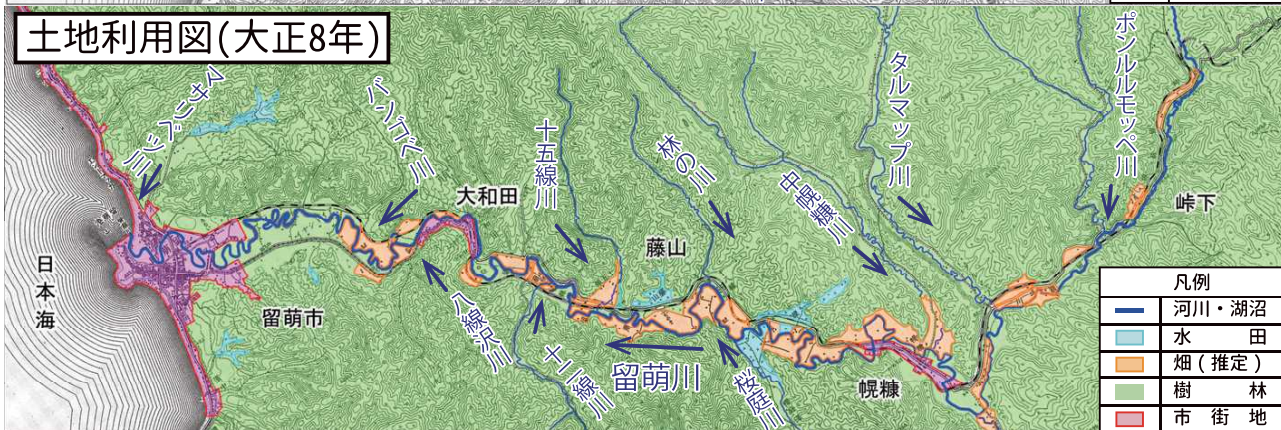 土地利用図(大正8年)
マサリベツ川
バンゴベ川
大和田
十五線川
林の川
藤山
中幌糠川
タルマップ川
ポンルルモッペ川
峠下
日本海
留萌市
八線沢川
十二線川
留萌川
桜庭川
幌糠
凡例
河川・湖沼
水田
畑(推定)
樹林
市街地